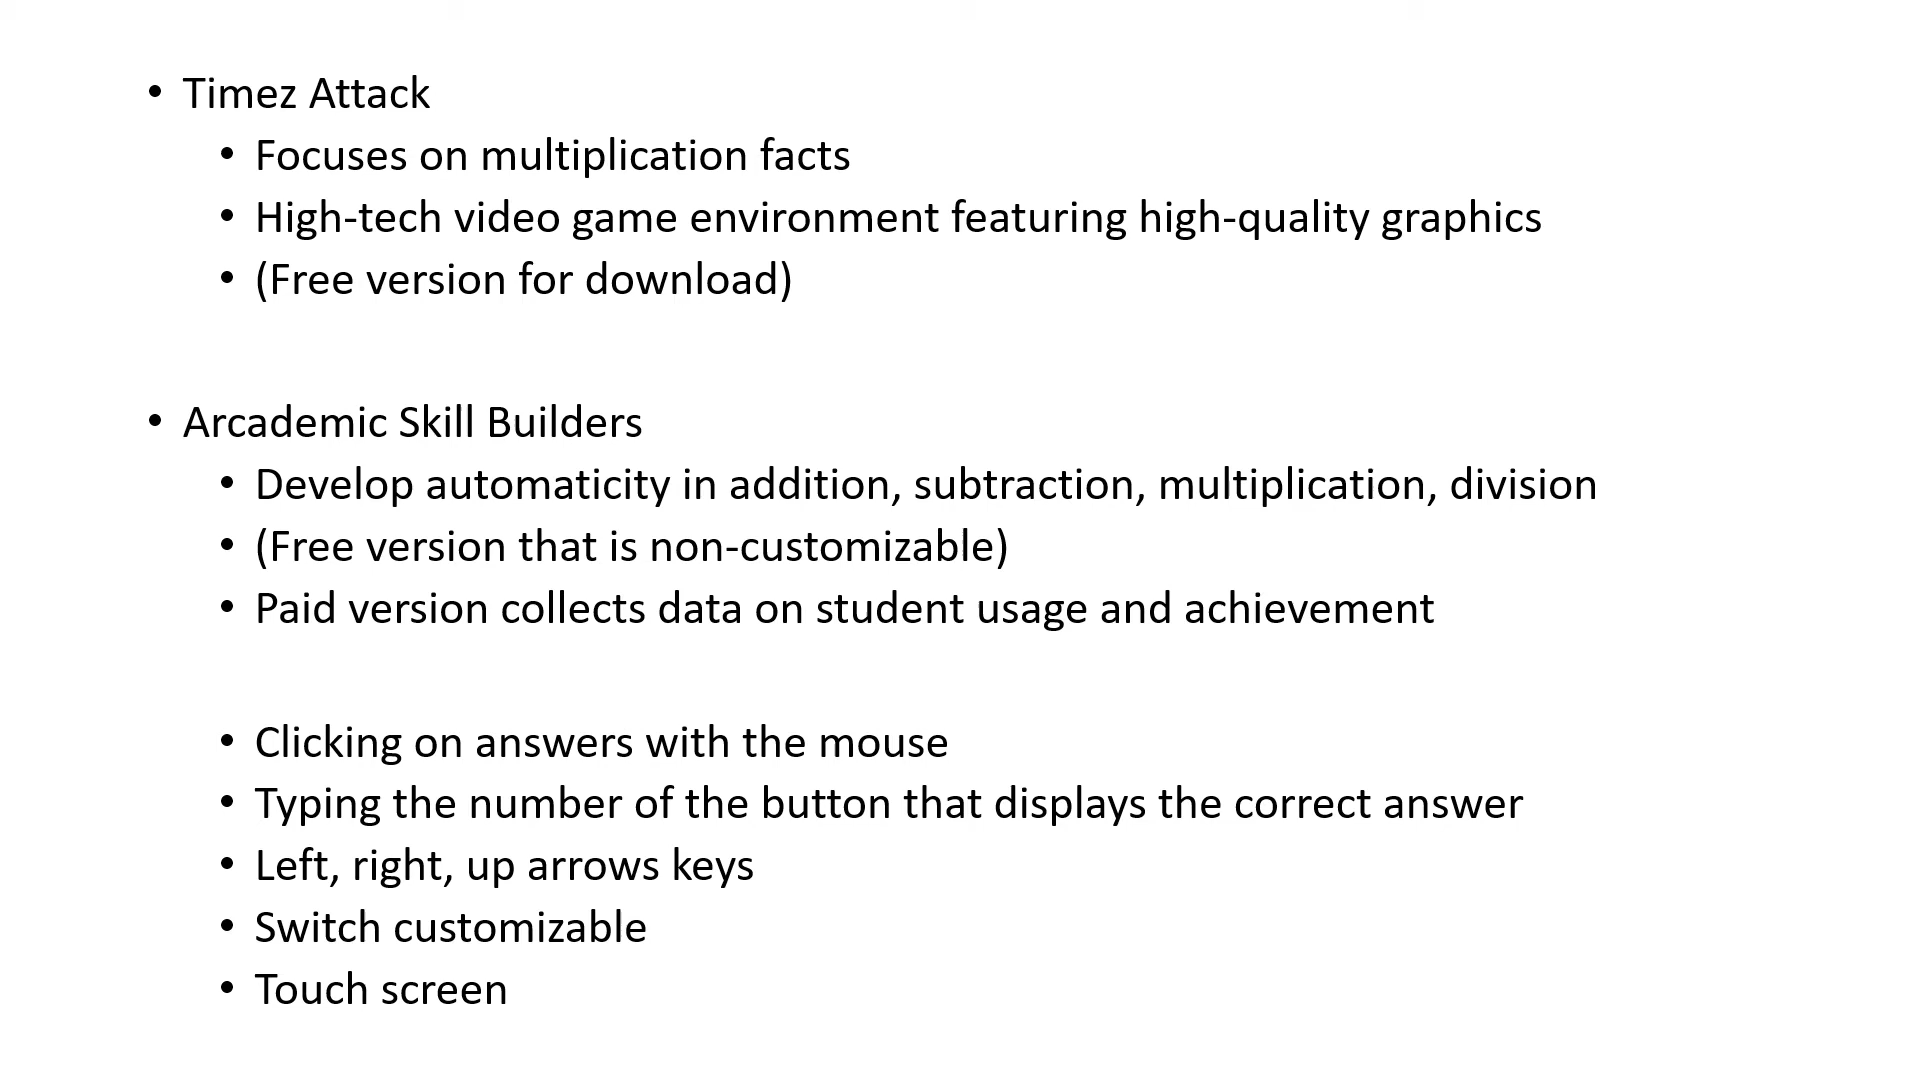 • Timez Attack
• Focuses on multiplication facts
• High-tech video game environment featuring high-quality graphics
• (Free version for download)
• Arcademic Skill Builders
• Develop automaticity in addition, subtraction, multiplication, division
• (Free version that is non-customizable)
• Paid version collects data on student usage and achievement
• Clicking on answers with the mouse
• Typing the number of the button that displays the correct answer
• Left, right, up arrows keys
• Switch customizable
• Touch screen